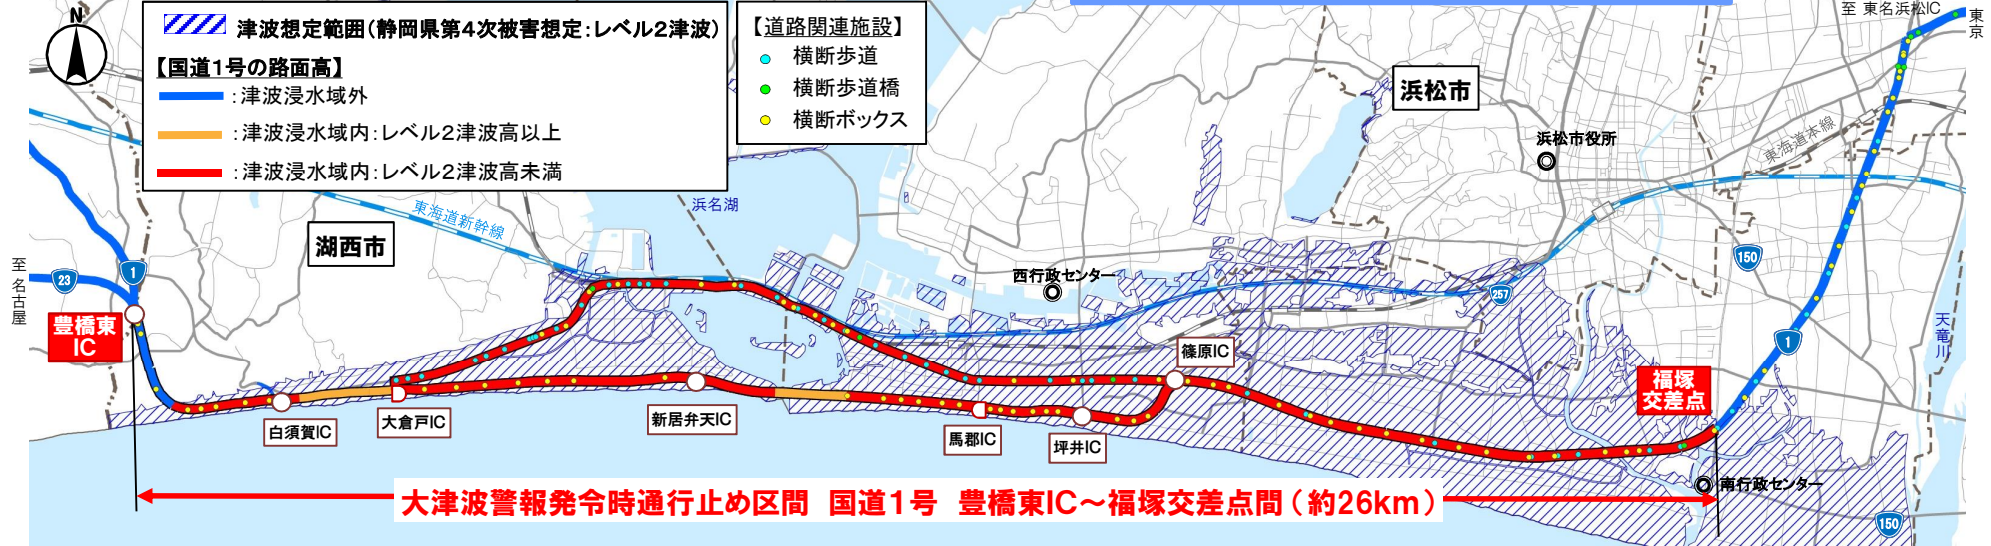 N
津波想定範囲(静岡県第4次被害想定:レベル2津波)
【国道1号の路面高】
:津波浸水域外
:津波浸水域内:レベル2津波高以上
:津波浸水域内:レベル2津波高未満
【道路関連施設】
横断歩道
横断歩道橋
横断ボックス
至 東名浜松IC
東京
浜松市
浜松市役所
東海道本線
浜名湖
東海道新幹線
湖西市
至名古屋
23
1
豊橋東
IC
西行政センター
257
150
天竜川
1
篠原IC
福塚
交差点
白須賀IC
大倉戸IC
新居弁天IC
馬郡IC
坪井IC
南行政センター
150
大津波警報発令時通行止め区間 国道1号 豊橋東IC～福塚交差点間(約26km)